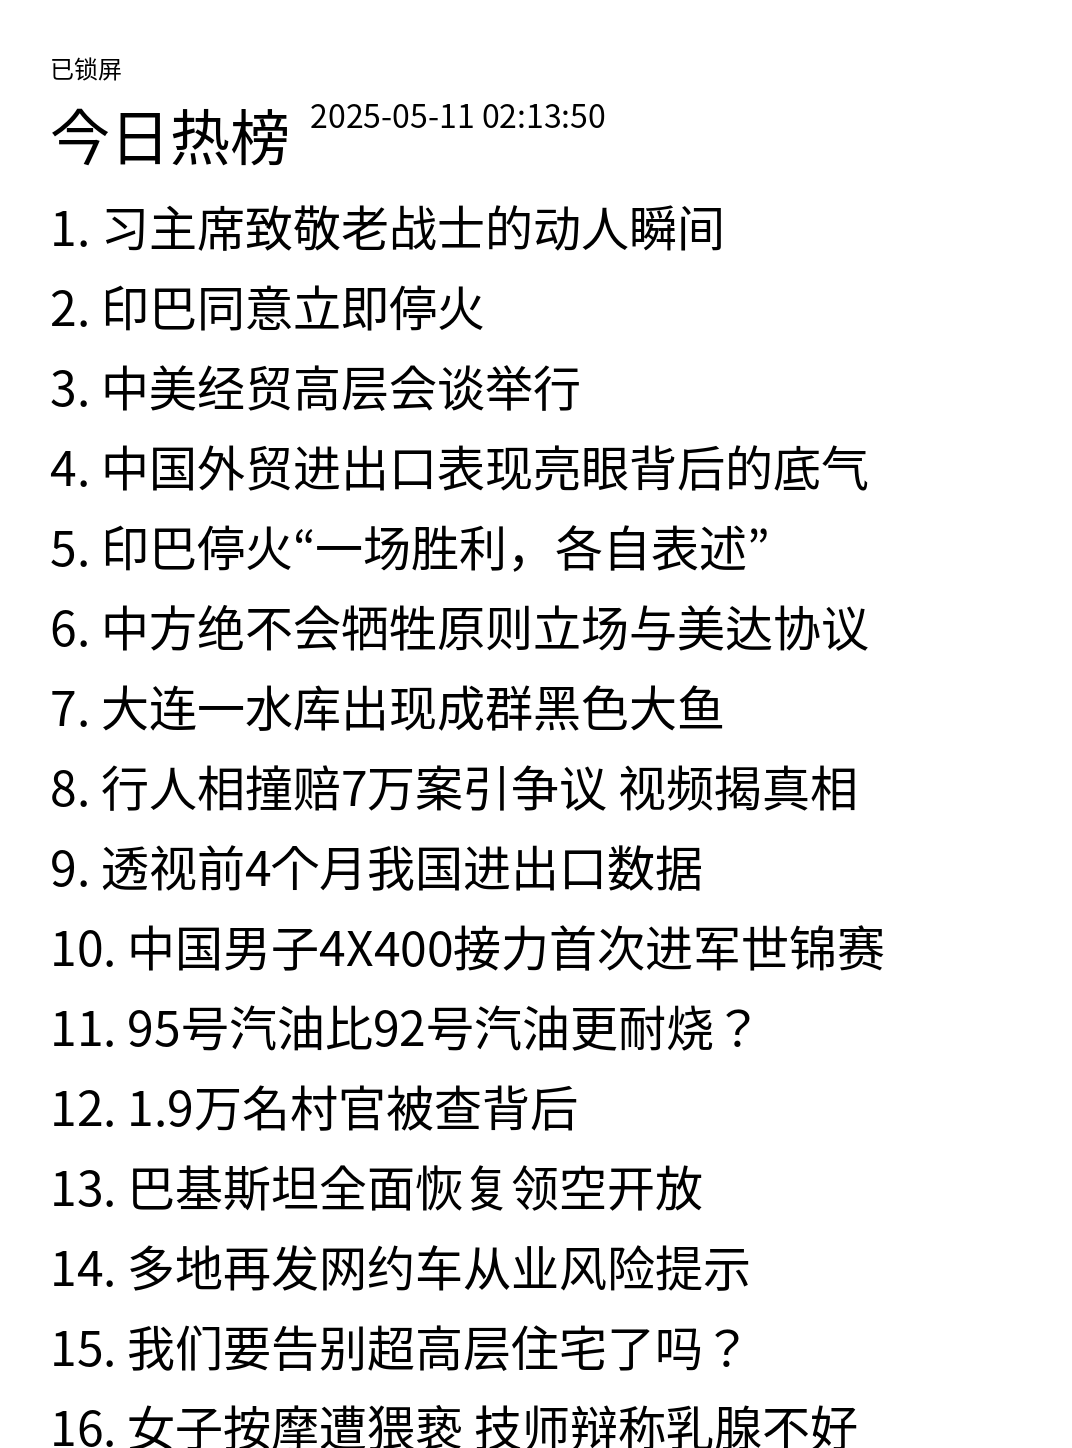 已锁屏
今日热榜 2025-05-11 02:13:50
1. 习主席致敬老战士的动人瞬间
2. 印巴同意立即停火
3. 中美经贸高层会谈举行
4. 中国外贸进出口表现亮眼背后的底气
5. 印巴停火“一场胜利，各自表述”
6. 中方绝不会牺牲原则立场与美达协议
7. 大连一水库出现成群黑色大鱼
8. 行人相撞赔7万案引争议 视频揭真相
9. 透视前4个月我国进出口数据
10. 中国男子4X400接力首次进军世锦赛
11. 95号汽油比92号汽油更耐烧？
12. 1.9万名村官被查背后
13. 巴基斯坦全面恢复领空开放
14. 多地再发网约车从业风险提示
15. 我们要告别超高层住宅了吗？
16. 女子按摩遭猥亵 技师辩称乳腺不好